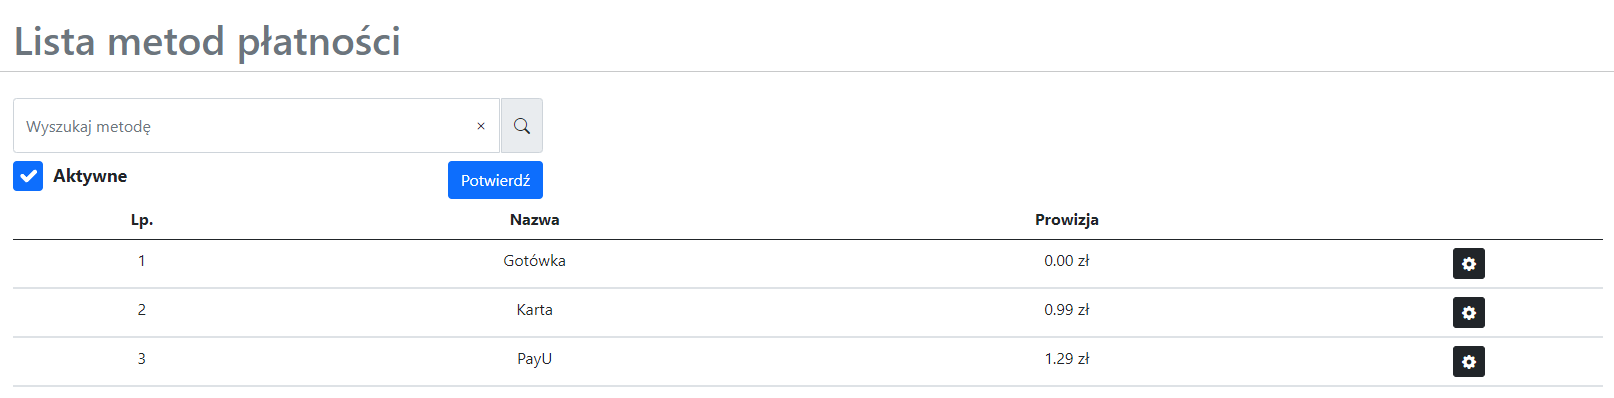 Lista metod płatności
Wyszukaj metodę ×
Aktywne Potwierdź
Lp. Nazwa Prowizja
1 Gotówka 0.00 zł
2 Karta 0.99 zł
3 PayU 1.29 zł